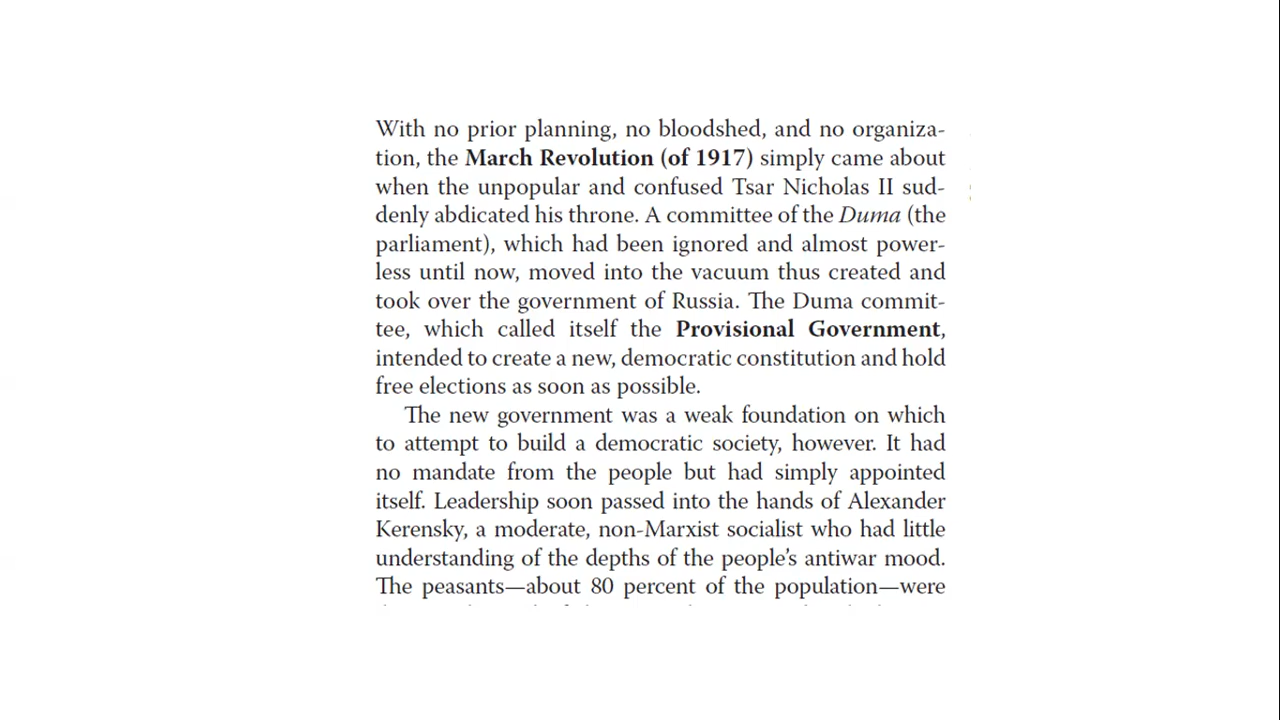 With no prior planning, no bloodshed, and no organiza-
tion, the March Revolution (of 1917) simply came about
when the unpopular and confused Tsar Nicholas II sud-
denly abdicated his throne. A committee of the Duma (the
parliament), which had been ignored and almost power-
less until now, moved into the vacuum thus created and
took over the government of Russia. The Duma commit-
tee, which called itself the Provisional Government,
intended to create a new, democratic constitution and hold
free elections as soon as possible.
The new government was a weak foundation on which
to attempt to build a democratic society, however. It had
no mandate from the people but had simply appointed
itself. Leadership soon passed into the hands of Alexander
Kerensky, a moderate, non-Marxist socialist who had little
understanding of the depths of the people’s antiwar mood.
The peasants—about 80 percent of the population—were